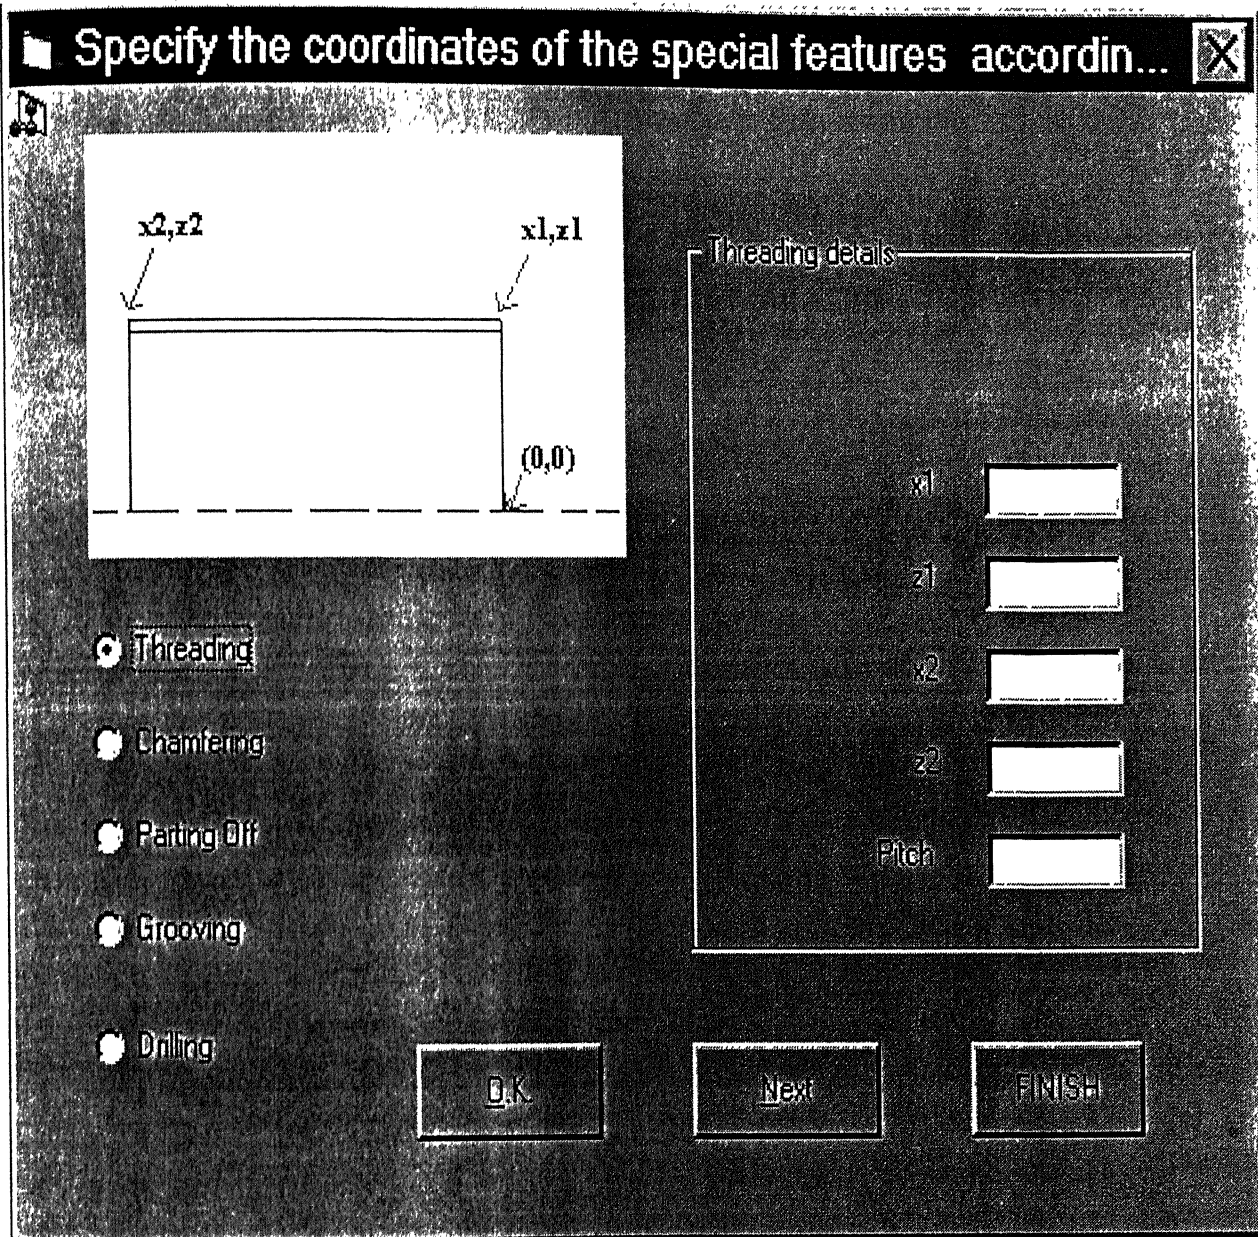 Specify the coordinates of the special features accordin...
x2,z2
x1,z1
(0,0)
Threading details
x1
z1
x2
z2
Pitch
Threading
Chamfering
Parting Off
Grooving
Drilling
O.K.
Next
FINISH